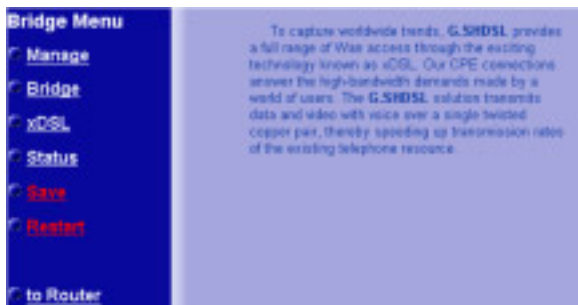 Bridge Menu
Manage
Bridge
xDSL
Status
Save
Restart
to Router
To capture worldwide trends, G.SHDSL provides
a full range of Wan access through the exciting
technology known as xDSL. Our CPE connections
answer the high-bandwidth demands made by a
world of users. The G.SHDSL solution transmits
data and video with voice over a single twisted
copper pair, thereby speeding up transmission rates
of the existing telephone resource.